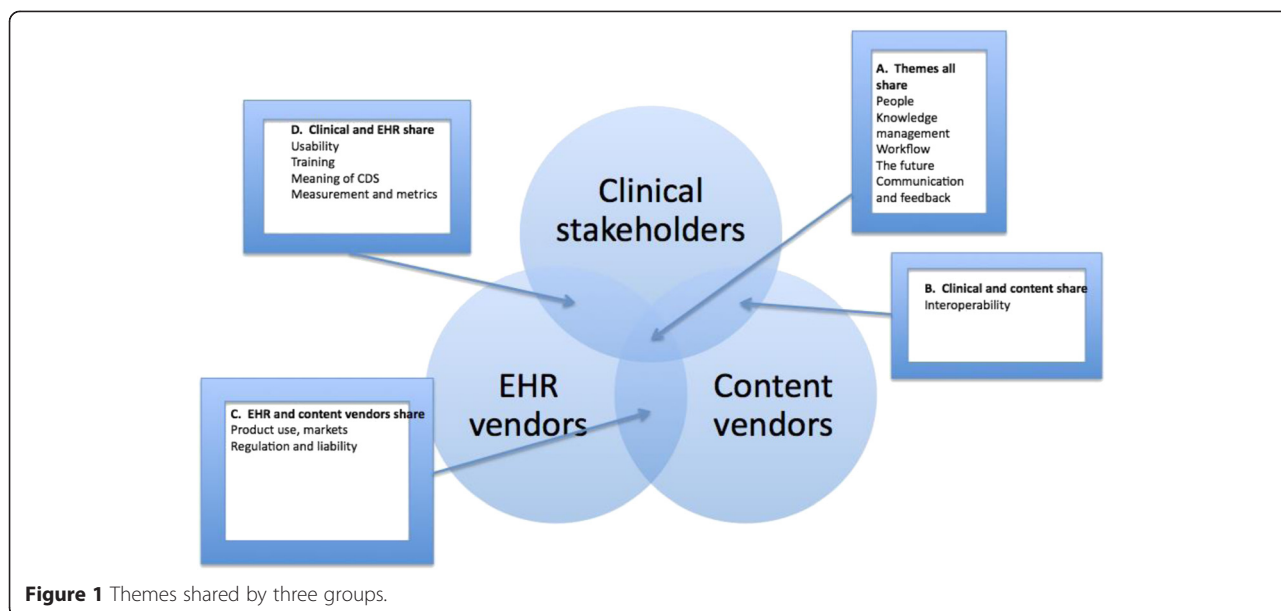 A. Themes all
share
People
Knowledge
management
Workflow
The future
Communication
and feedback
D. Clinical and EHR share
Usability
Training
Meaning of CDS
Measurement and metrics
Clinical
stakeholders
B. Clinical and content share
Interoperability
EHR
vendors
Content
vendors
C. EHR and content vendors share
Product use, markets
Regulation and liability
Figure 1 Themes shared by three groups.